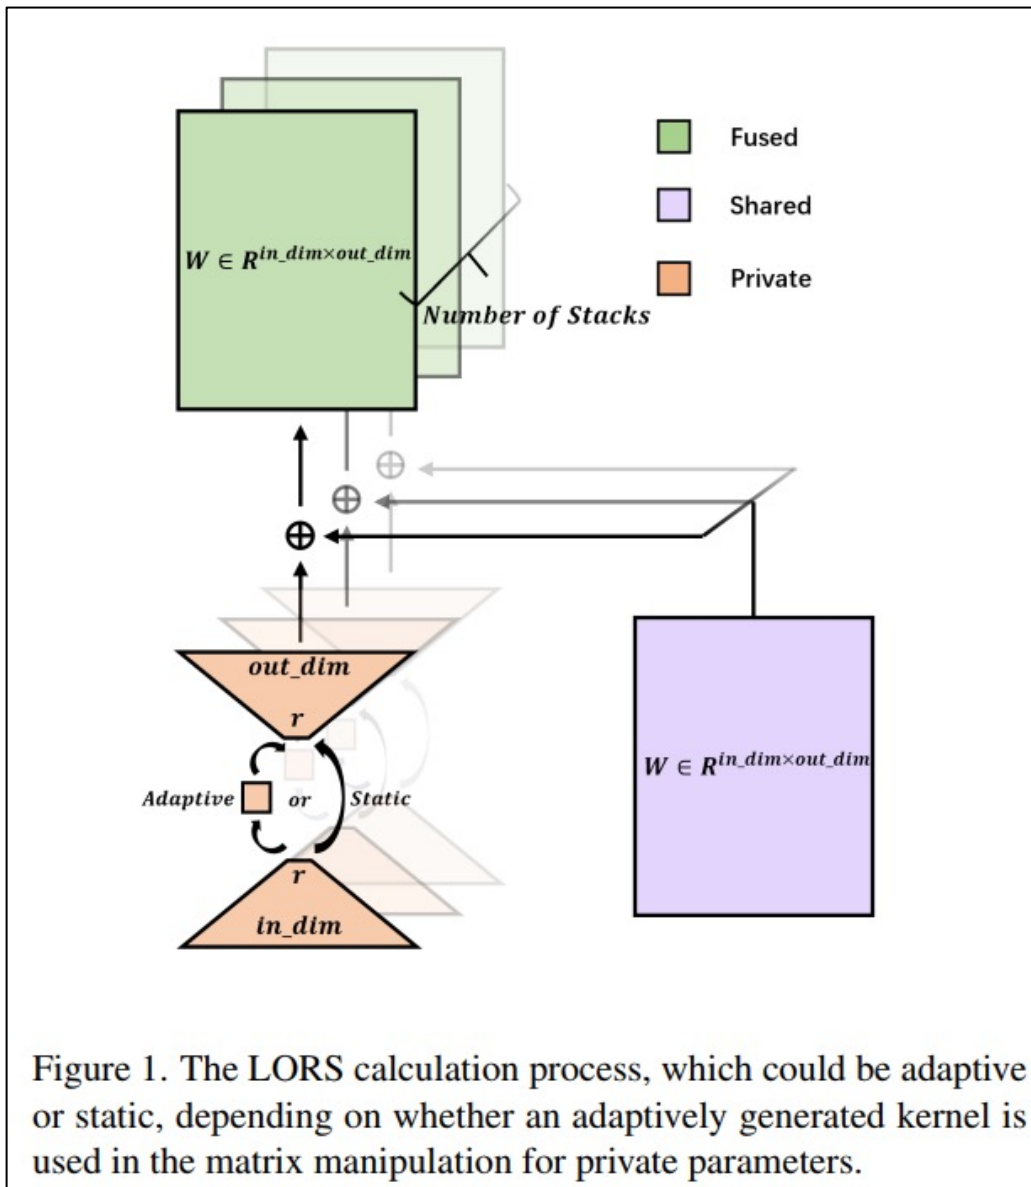 Fused
Shared
Private
W ∈ R^{in_dim×out_dim}
Number of Stacks
out_dim
r
Adaptive or Static
r
in_dim
W ∈ R^{in_dim×out_dim}
Figure 1. The LORS calculation process, which could be adaptive
or static, depending on whether an adaptively generated kernel is
used in the matrix manipulation for private parameters.